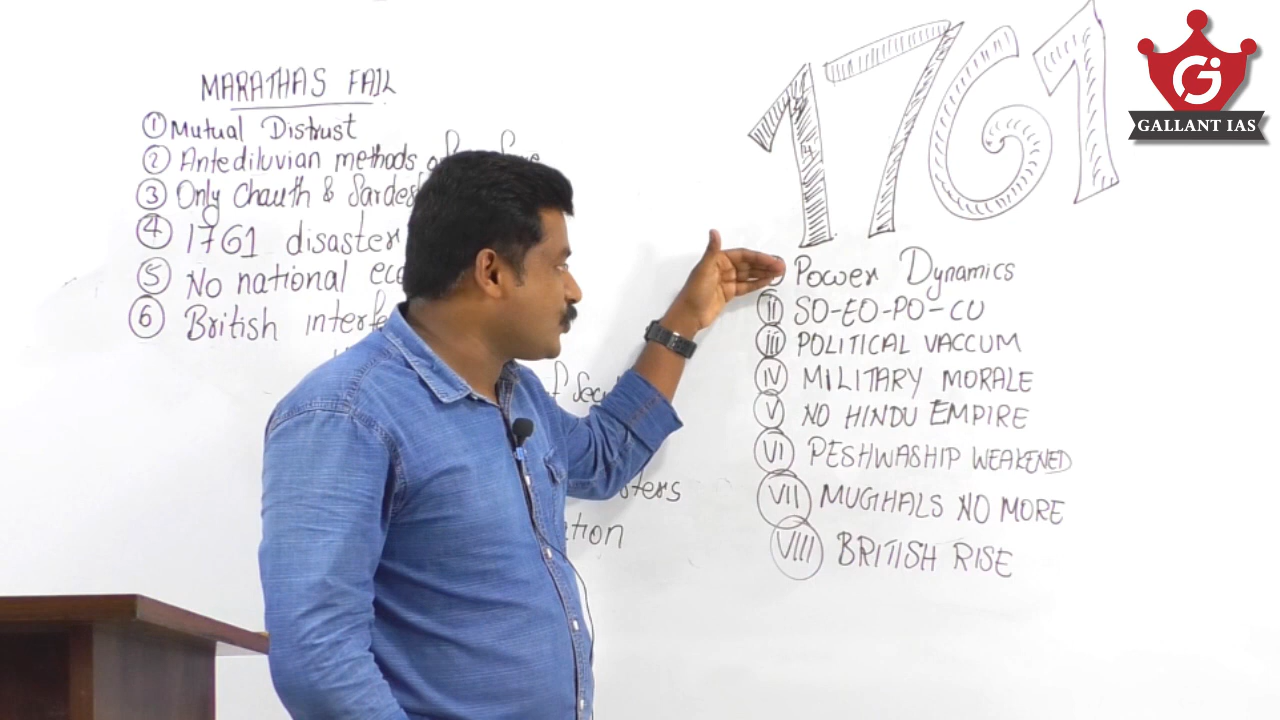 MARATHAS FAIL
① Mutual Distrust
② Antediluvian methods
③ Only Chauth &
④ 1761 disaster
⑤ No national
⑥ British
1761
Power Dynamics
ii SO-EO-PO-CU
iii POLITICAL VACCUM
IV MILITARY MORALE
V NO HINDU EMPIRE
VI PESHWASHIP WEAKENED
VII MUGHALS NO MORE
VIII BRITISH RISE
GALLANT IAS